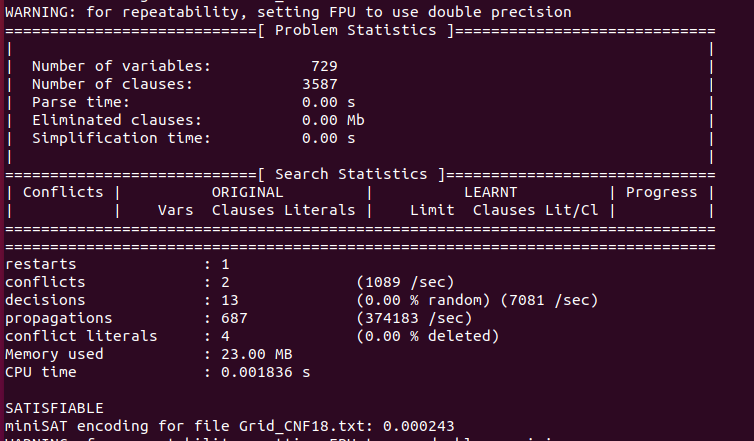 WARNING: for repeatability, setting FPU to use double precision
============================[ Problem Statistics ]=============================
|                                                                             |
|  Number of variables:           729                                         |
|  Number of clauses:            3587                                         |
|  Parse time:                   0.00 s                                       |
|  Eliminated clauses:           0.00 Mb                                      |
|  Simplification time:          0.00 s                                       |
|                                                                             |
============================[ Search Statistics ]==============================
| Conflicts |          ORIGINAL         |          LEARNT          | Progress |
|           |    Vars  Clauses Literals |    Limit  Clauses Lit/Cl |          |
===============================================================================
===============================================================================
restarts              : 1
conflicts             : 2              (1089 /sec)
decisions             : 13             (0.00 % random) (7081 /sec)
propagations          : 687            (374183 /sec)
conflict literals     : 4              (0.00 % deleted)
Memory used           : 23.00 MB
CPU time              : 0.001836 s

SATISFIABLE
miniSAT encoding for file Grid_CNF18.txt: 0.000243